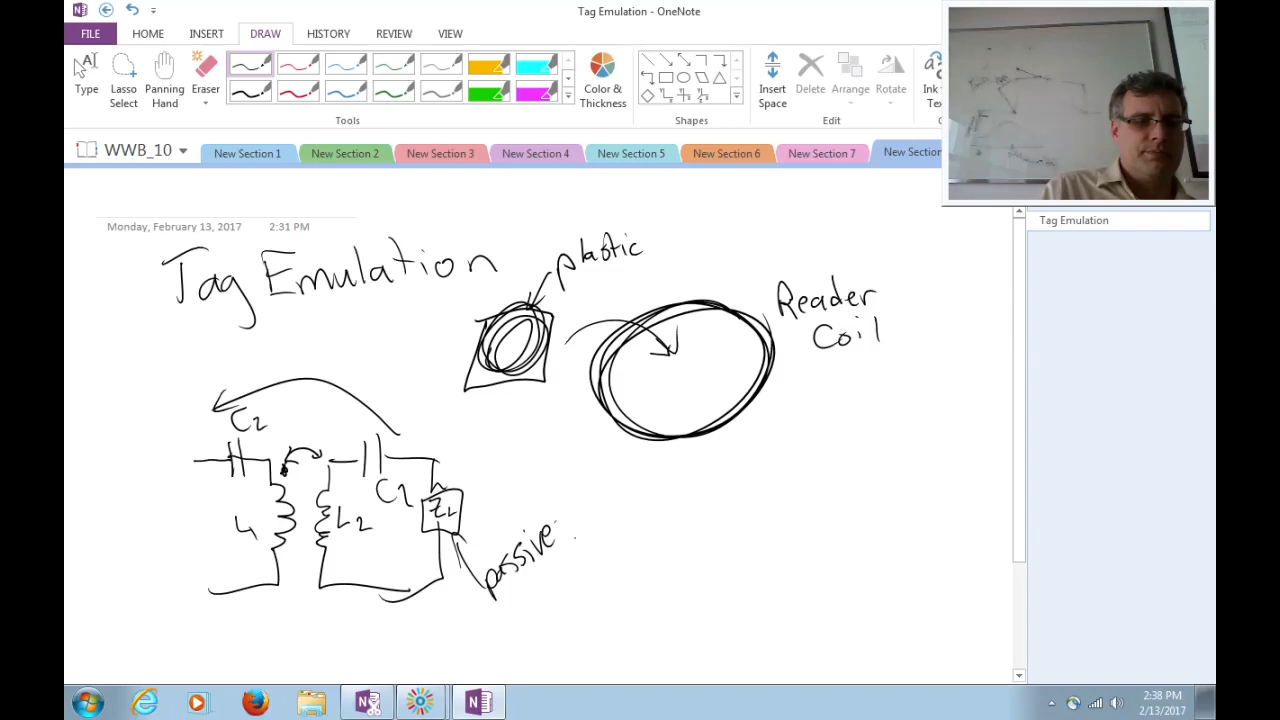 Tag Emulation - OneNote
FILE HOME INSERT DRAW HISTORY REVIEW VIEW
Type
Lasso Select
Panning Hand
Eraser
Color & Thickness
Insert Space
Delete
Arrange
Rotate
Tools
Shapes
Edit
WWB_10
New Section 1
New Section 2
New Section 3
New Section 4
New Section 5
New Section 6
New Section 7
New Section
Tag Emulation
Monday, February 13, 2017 2:31 PM
Tag Emulation
plastic
Reader
Coil
C2
C2
L2
ZL
passive
2:38 PM
2/13/2017